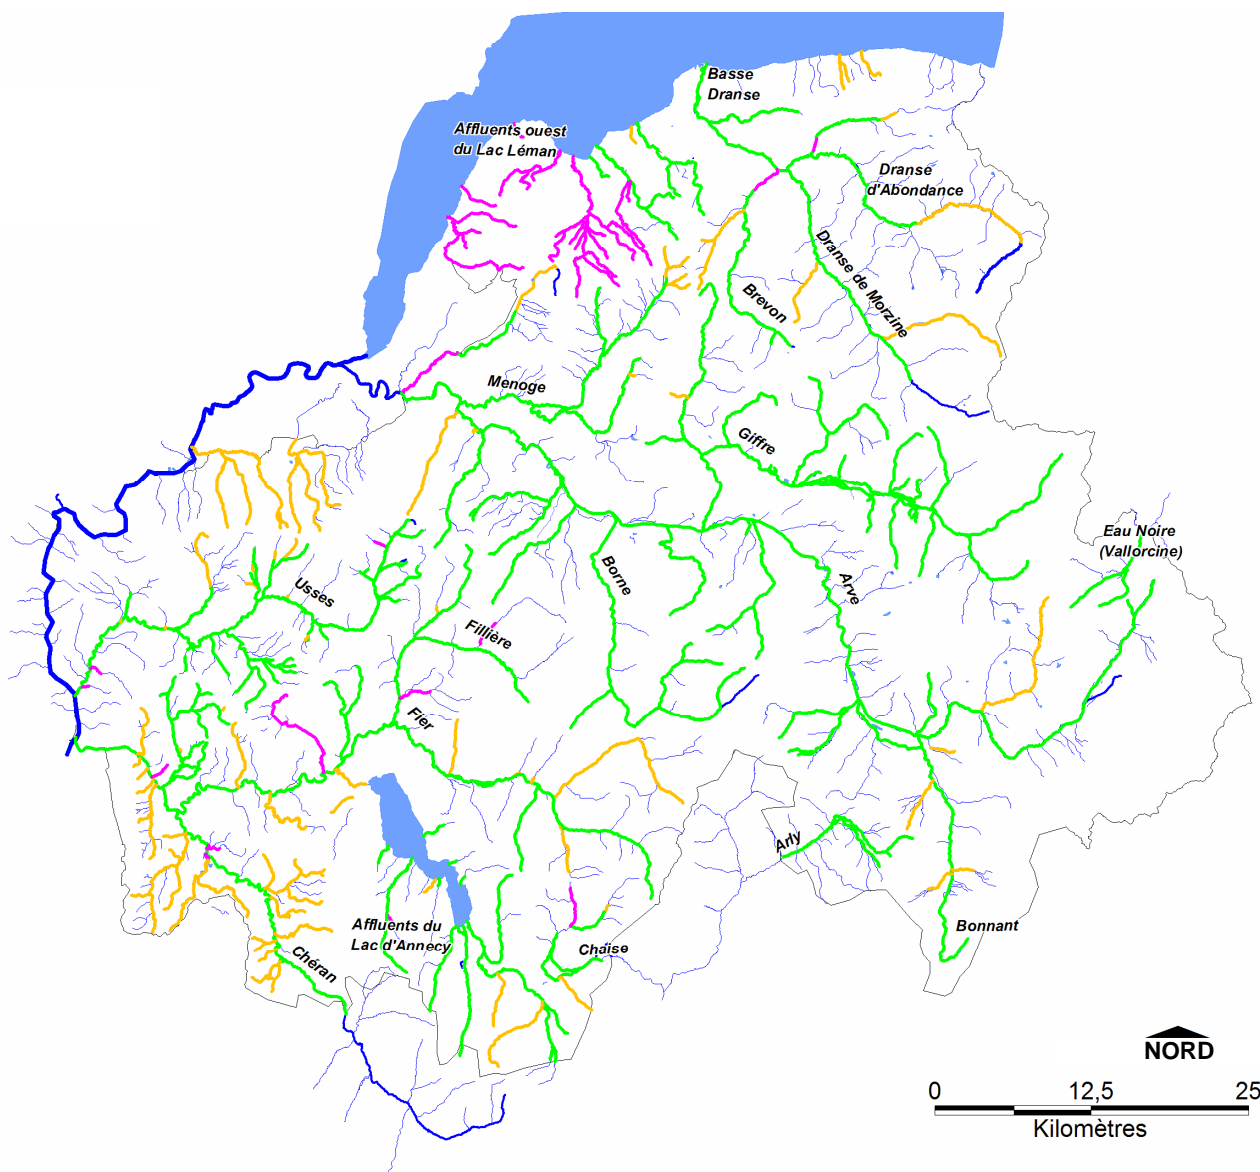 Basse
Dranse
Affluents ouest
du Lac Léman
Dranse
d'Abondance
Dranse de Morzine
Brevon
Menoge
Giffre
Eau Noire
(Vallorcine)
Usses
Borne
Arve
Fillière
Fier
Arly
Affluents du
Lac d'Annecy
Chaise
Bonnant
Chéran
NORD
0 12,5 25
Kilomètres